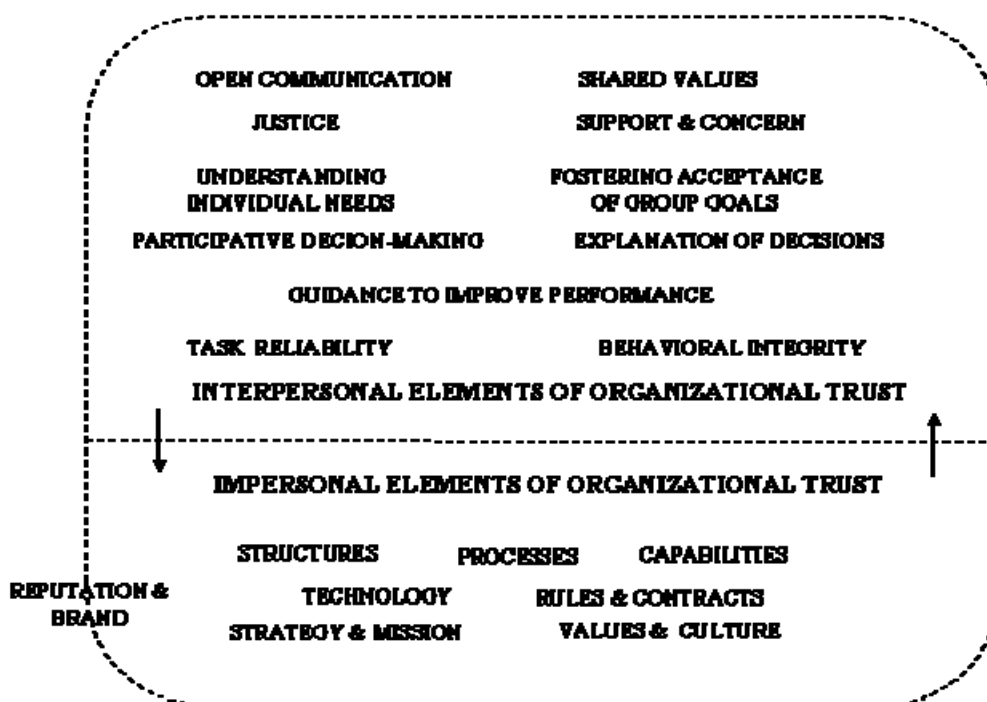 OPEN COMMUNICATION
SHARED VALUES
JUSTICE
SUPPORT & CONCERN
UNDERSTANDING
INDIVIDUAL NEEDS
FOSTERING ACCEPTANCE
OF GROUP GOALS
PARTICIPATIVE DECION-MAKING
EXPLANATION OF DECISIONS
GUIDANCE TO IMPROVE PERFORMANCE
TASK RELIABILITY
BEHAVIORAL INTEGRITY
INTERPERSONAL ELEMENTS OF ORGANIZATIONAL TRUST
IMPERSONAL ELEMENTS OF ORGANIZATIONAL TRUST
STRUCTURES
PROCESSES
CAPABILITIES
REPUTATION &
BRAND
TECHNOLOGY
RULES & CONTRACTS
STRATEGY & MISSION
VALUES & CULTURE